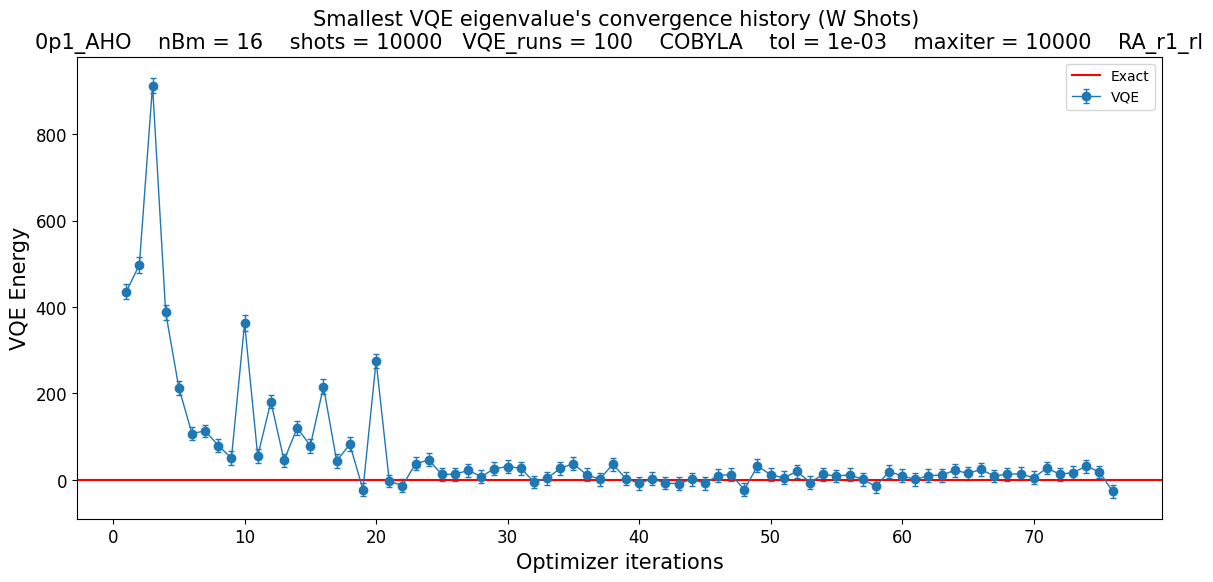 Smallest VQE eigenvalue's convergence history (W Shots)
0p1_AHO    nBm = 16    shots = 10000   VQE_runs = 100    COBYLA    tol = 1e-03    maxiter = 10000    RA_r1_rl
Exact
VQE
VQE Energy
800
600
400
200
0
0 10 20 30 40 50 60 70
Optimizer iterations